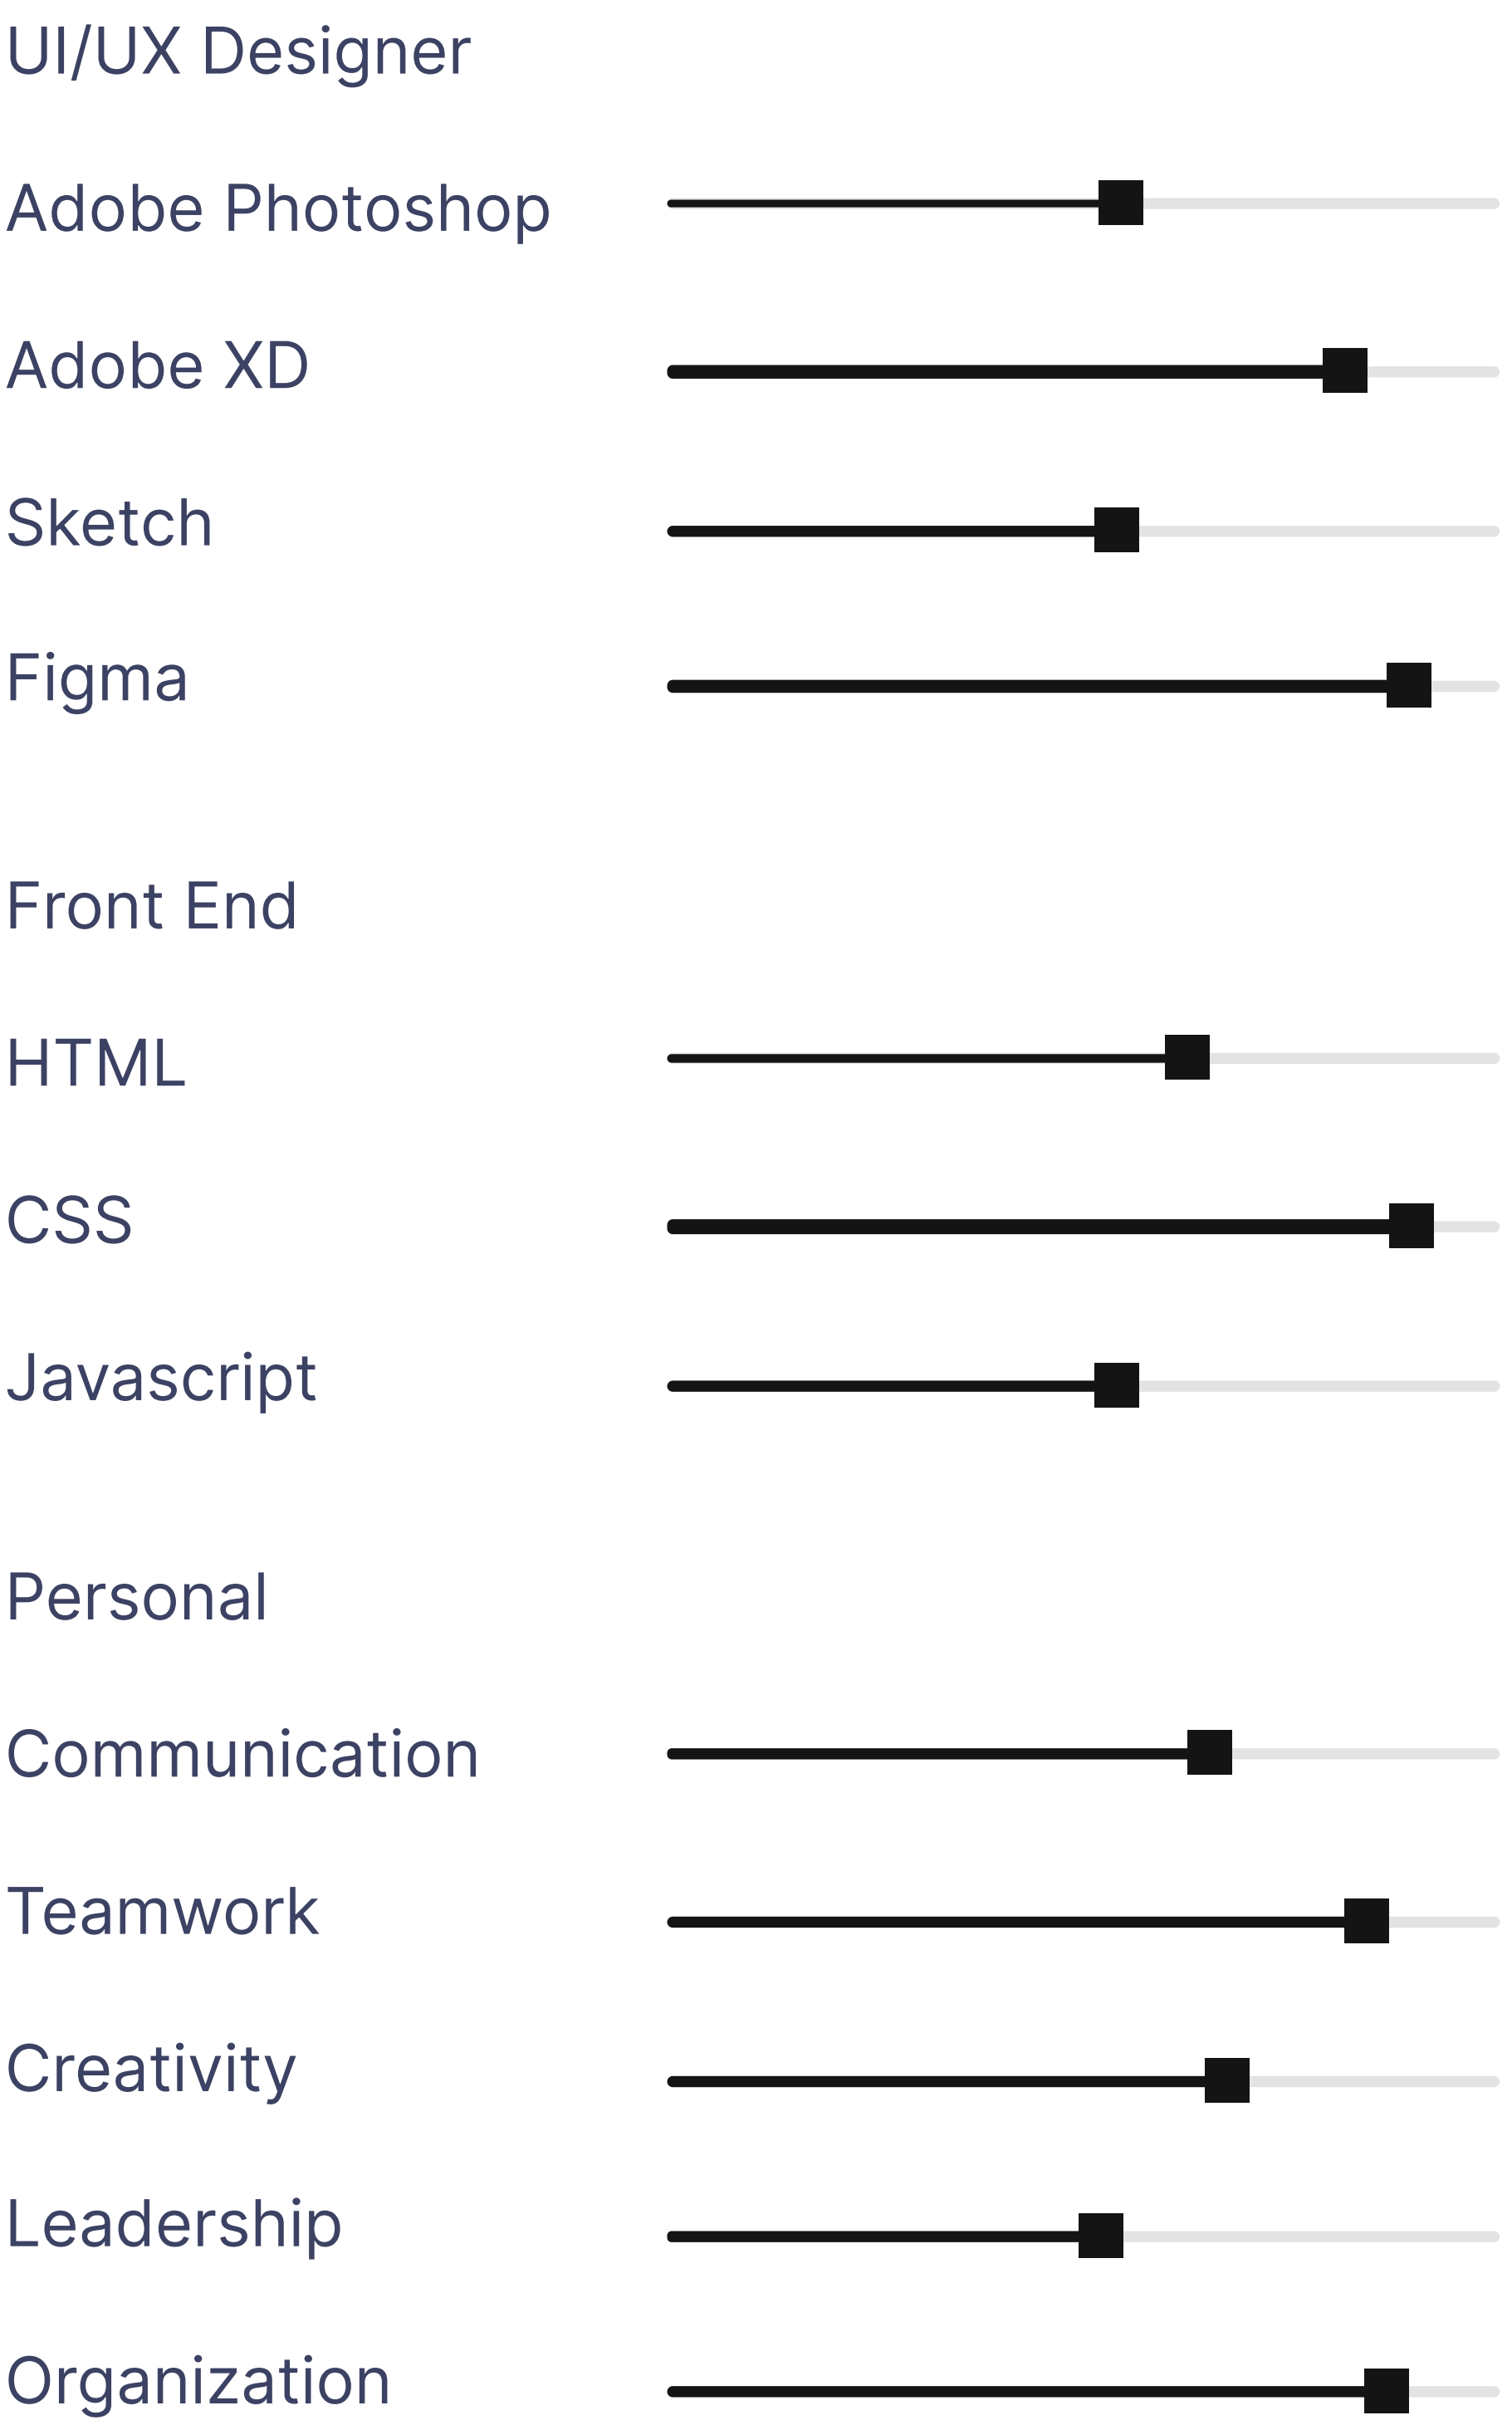 UI/UX Designer
Adobe Photoshop
Adobe XD
Sketch
Figma
Front End
HTML
CSS
Javascript
Personal
Communication
Teamwork
Creativity
Leadership
Organization